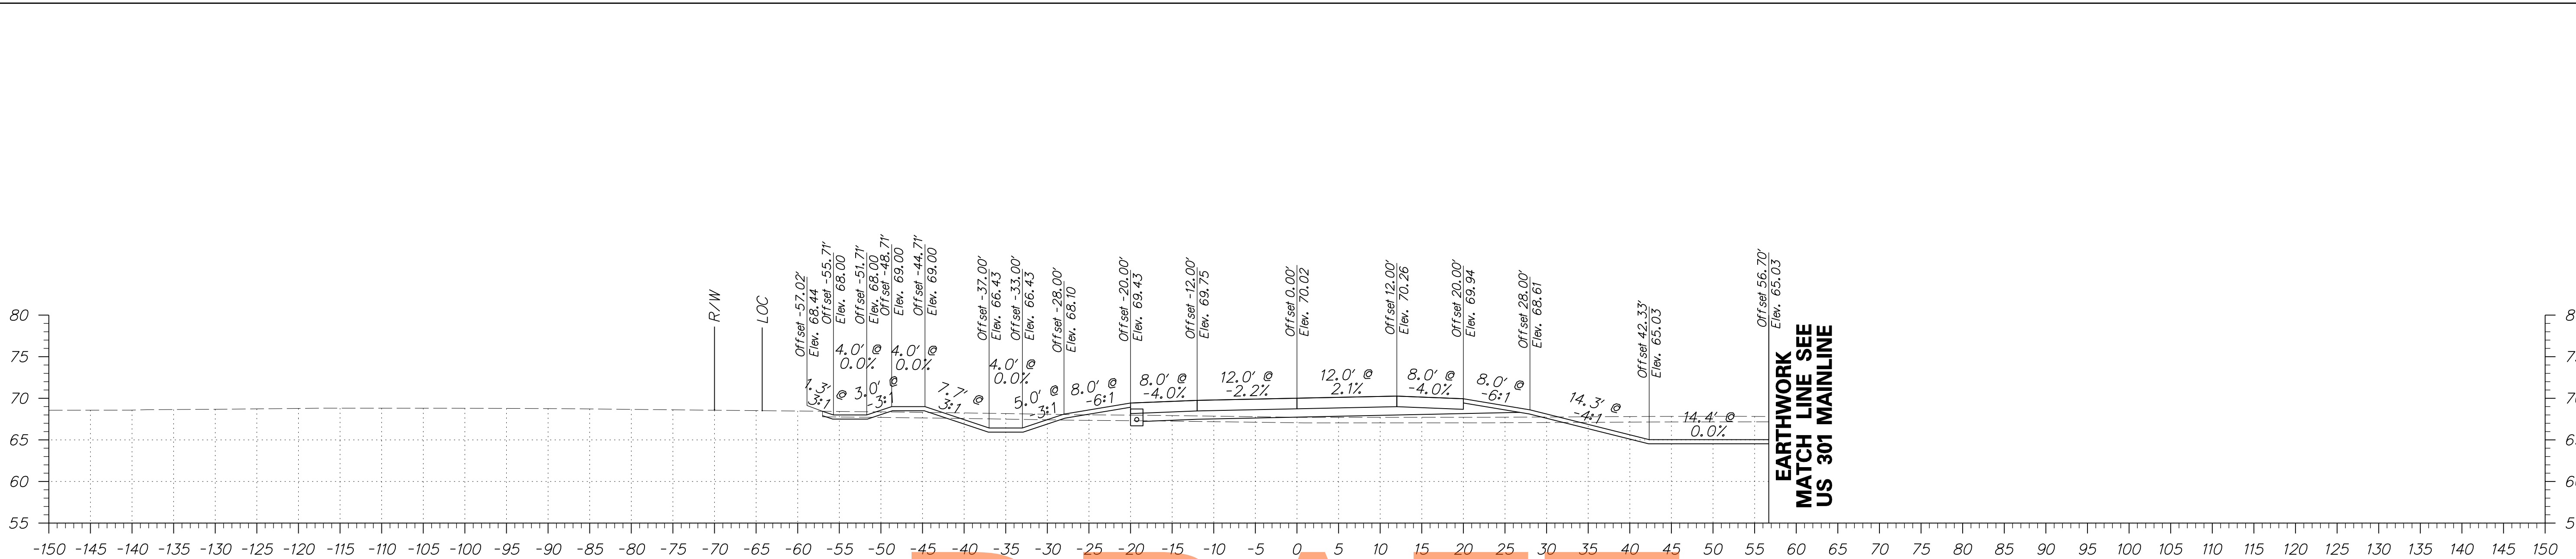 R/W
LOC
Offset -57.02'
Elev. 68.44
Offset -55.71'
Elev. 68.00
Offset -51.71'
Elev. 68.00
Offset -48.71'
Elev. 69.00
Offset -44.71'
Elev. 69.00
Offset -37.00'
Elev. 66.43
Offset -33.00'
Elev. 66.43
Offset -28.00'
Elev. 68.10
Offset -20.00'
Elev. 69.43
Offset -12.00'
Elev. 69.75
Offset 0.00'
Elev. 70.02
Offset 12.00'
Elev. 70.26
Offset 20.00'
Elev. 69.94
Offset 28.00'
Elev. 68.61
Offset 42.33'
Elev. 65.03
Offset 56.70'
Elev. 65.03
1.3' @
3:1
4.0' @
0.0%
3.0' @
-3:1
4.0' @
0.0%
7.7' @
3:1
4.0' @
0.0%
5.0' @
-3:1
8.0' @
-6:1
8.0' @
-4.0%
12.0' @
-2.2%
12.0' @
2.1%
8.0' @
-4.0%
8.0' @
-6:1
14.3' @
-4:1
14.4' @
0.0%
EARTHWORK
MATCH LINE SEE
US 301 MAINLINE
80
75
70
65
60
55
-150 -145 -140 -135 -130 -125 -120 -115 -110 -105 -100 -95 -90 -85 -80 -75 -70 -65 -60 -55 -50 -45 -40 -35 -30 -25 -20 -15 -10 -5 0 5 10 15 20 25 30 35 40 45 50 55 60 65 70 75 80 85 90 95 100 105 110 115 120 125 130 135 140 145 150